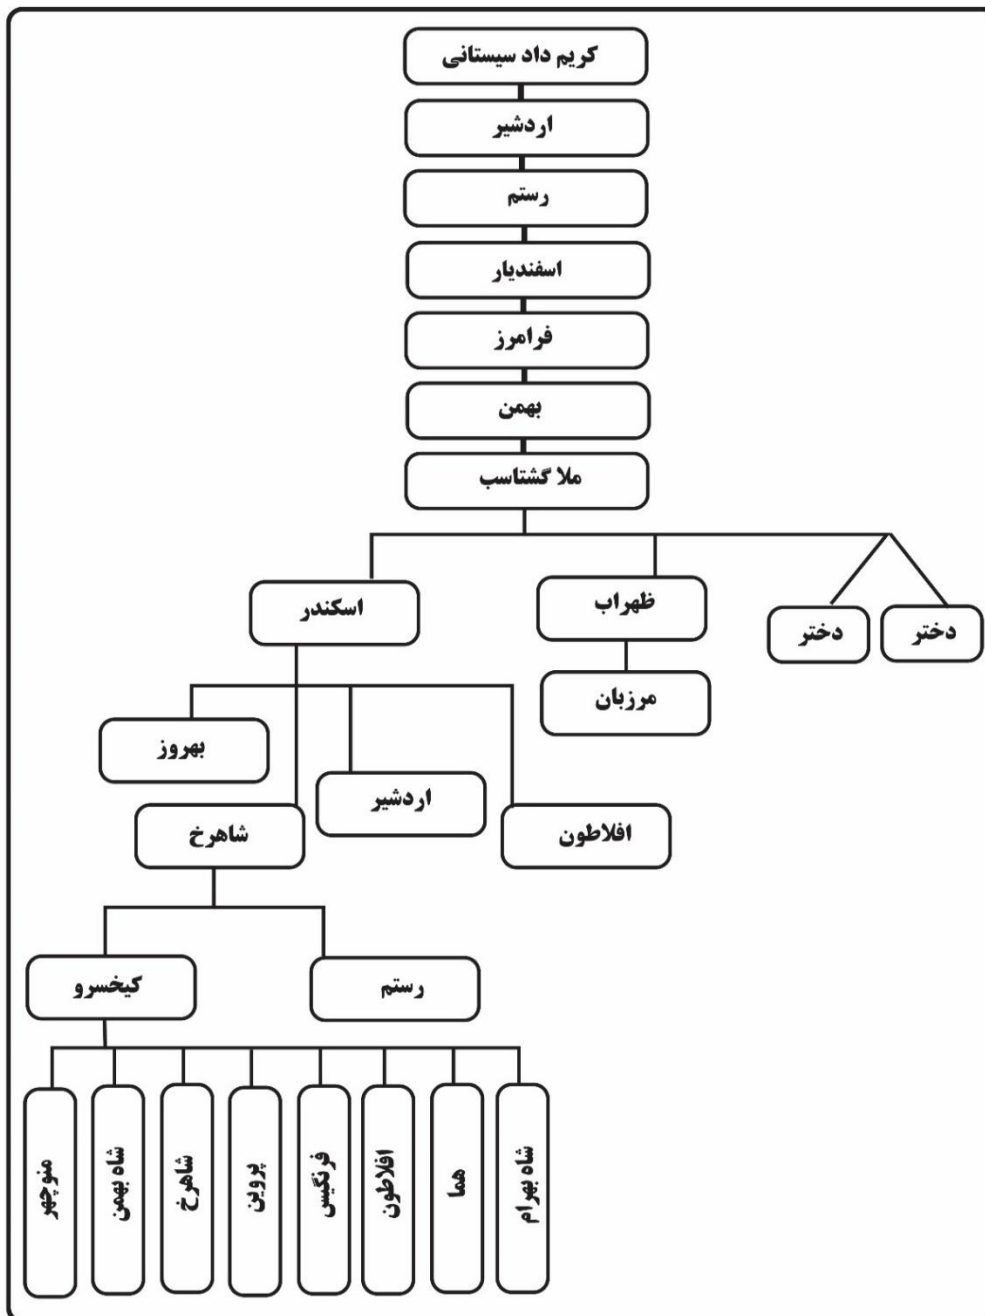 کریم داد سیستانی
اردشیر
رستم
اسفندیار
فرامرز
بهمن
ملا گشتاسب
دختر
دختر
ظهراب
اسکندر
مرزبان
بهروز
اردشیر
افلاطون
شاهرخ
رستم
کیخسرو
شاه بهرام
هما
افلاطون
فرنگیس
پروین
شاهرخ
شاه بهمن
منوچهر